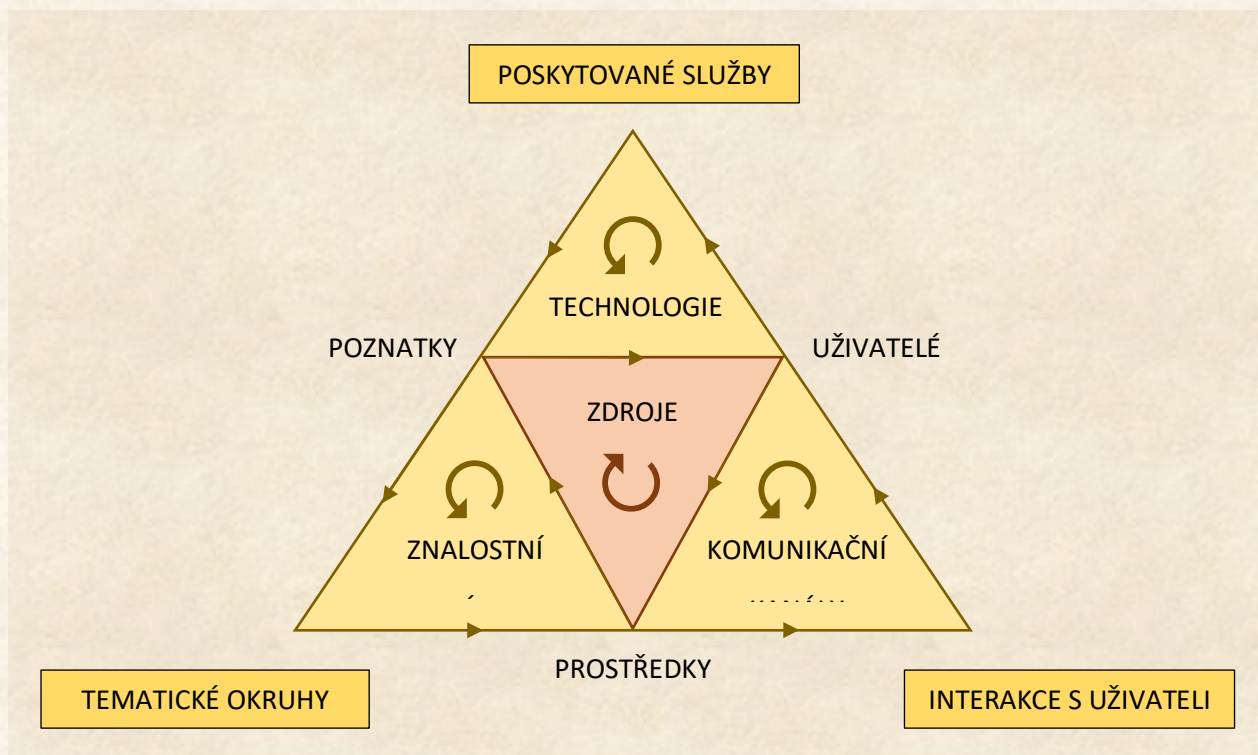 POSKYTOVANÉ SLUŽBY
TECHNOLOGIE
POZNATKY
UŽIVATELÉ
ZDROJE
ZNALOSTNÍ
KOMUNIKAČNÍ
PROSTŘEDKY
TEMATICKÉ OKRUHY
INTERAKCE S UŽIVATELI